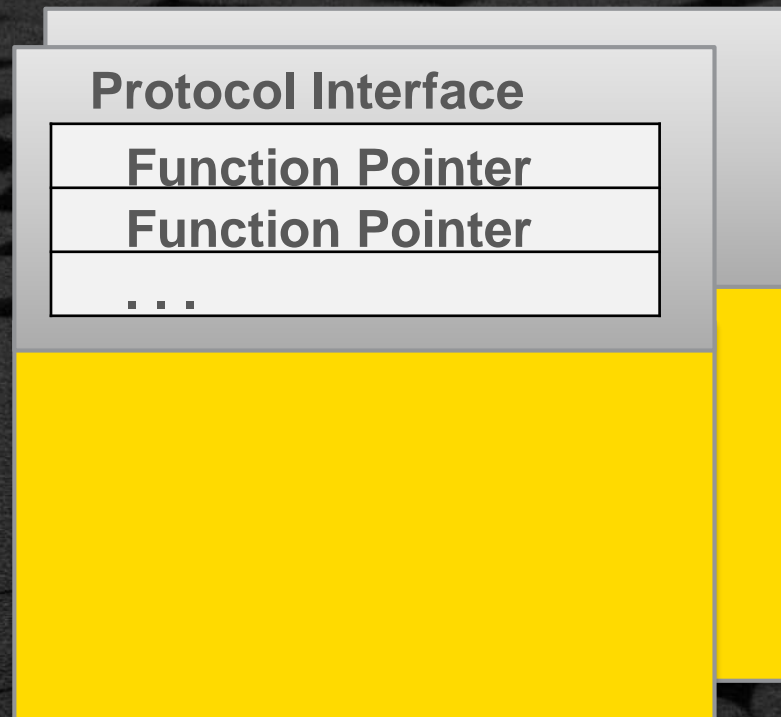 Protocol Interface
Function Pointer
Function Pointer
. . .